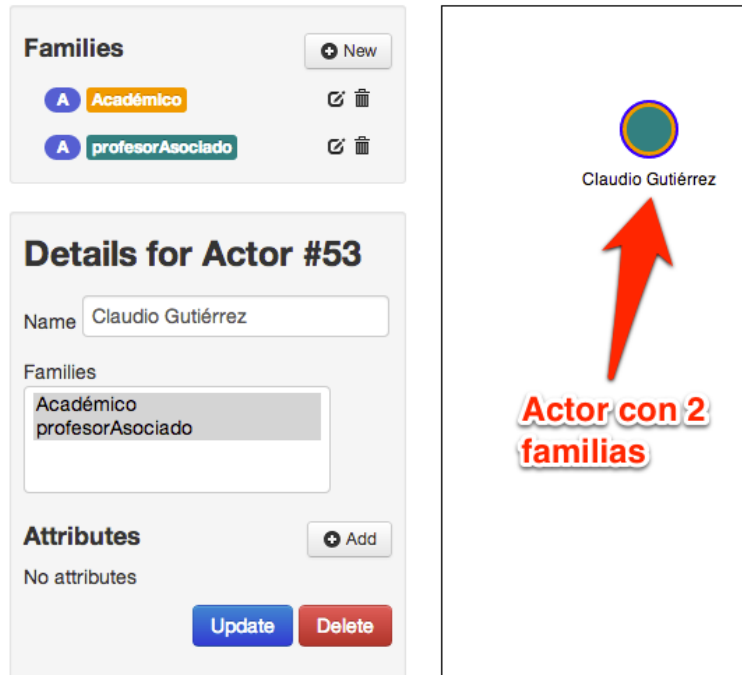 Families
New
A Académico
A profesorAsociado
Details for Actor #53
Name Claudio Gutiérrez
Families
Académico
profesorAsociado
Attributes
Add
No attributes
Update Delete
Claudio Gutiérrez
Actor con 2
familias